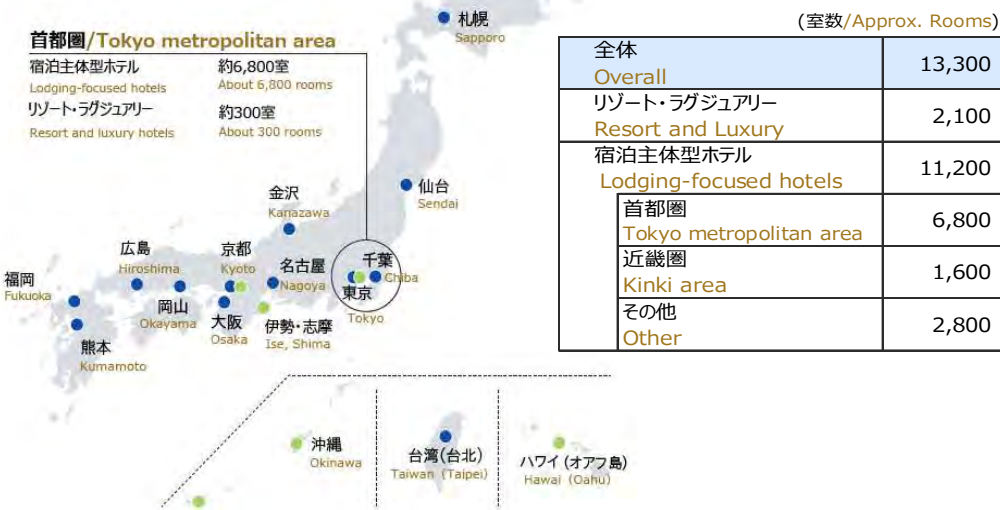 首都圏/Tokyo metropolitan area
宿泊主体型ホテル 約6,800室
Lodging-focused hotels About 6,800 rooms
リゾート・ラグジュアリー 約300室
Resort and luxury hotels About 300 rooms
札幌
Sapporo
仙台
Sendai
金沢
Kanazawa
広島
Hiroshima
京都
Kyoto
名古屋
Nagoya
千葉
Chiba
東京
Tokyo
福岡
Fukuoka
岡山
Okayama
大阪
Osaka
伊勢・志摩
Ise, Shima
熊本
Kumamoto
沖縄
Okinawa
台湾(台北)
Taiwan (Taipei)
ハワイ(オアフ島)
Hawai (Oahu)
(室数/Approx. Rooms)
全体
Overall 13,300
リゾート・ラグジュアリー
Resort and Luxury 2,100
宿泊主体型ホテル
Lodging-focused hotels 11,200
首都圏
Tokyo metropolitan area 6,800
近畿圏
Kinki area 1,600
その他
Other 2,800